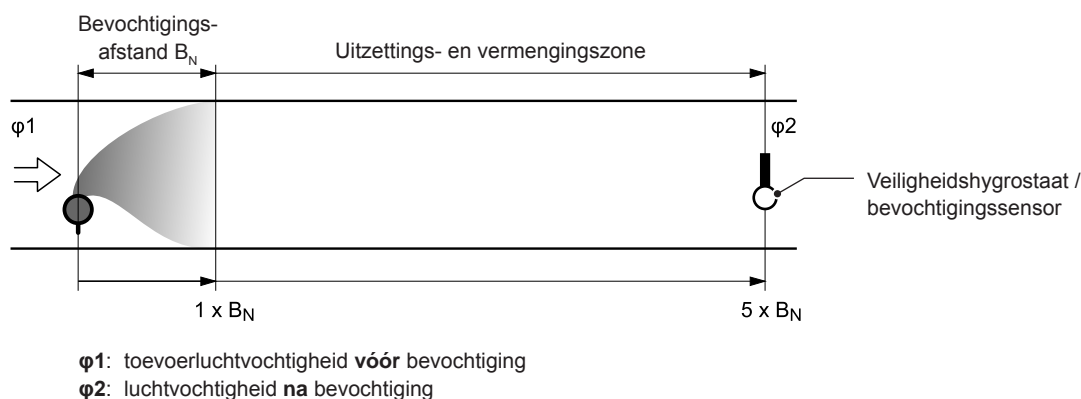 Bevochtigings-
afstand B_N
Uitzettings- en vermengingszone
φ1
φ2
Veiligheidshygrostaat /
bevochtigingssensor
1 x B_N
5 x B_N
φ1: toevoerluchtvochtigheid vóór bevochtiging
φ2: luchtvochtigheid na bevochtiging